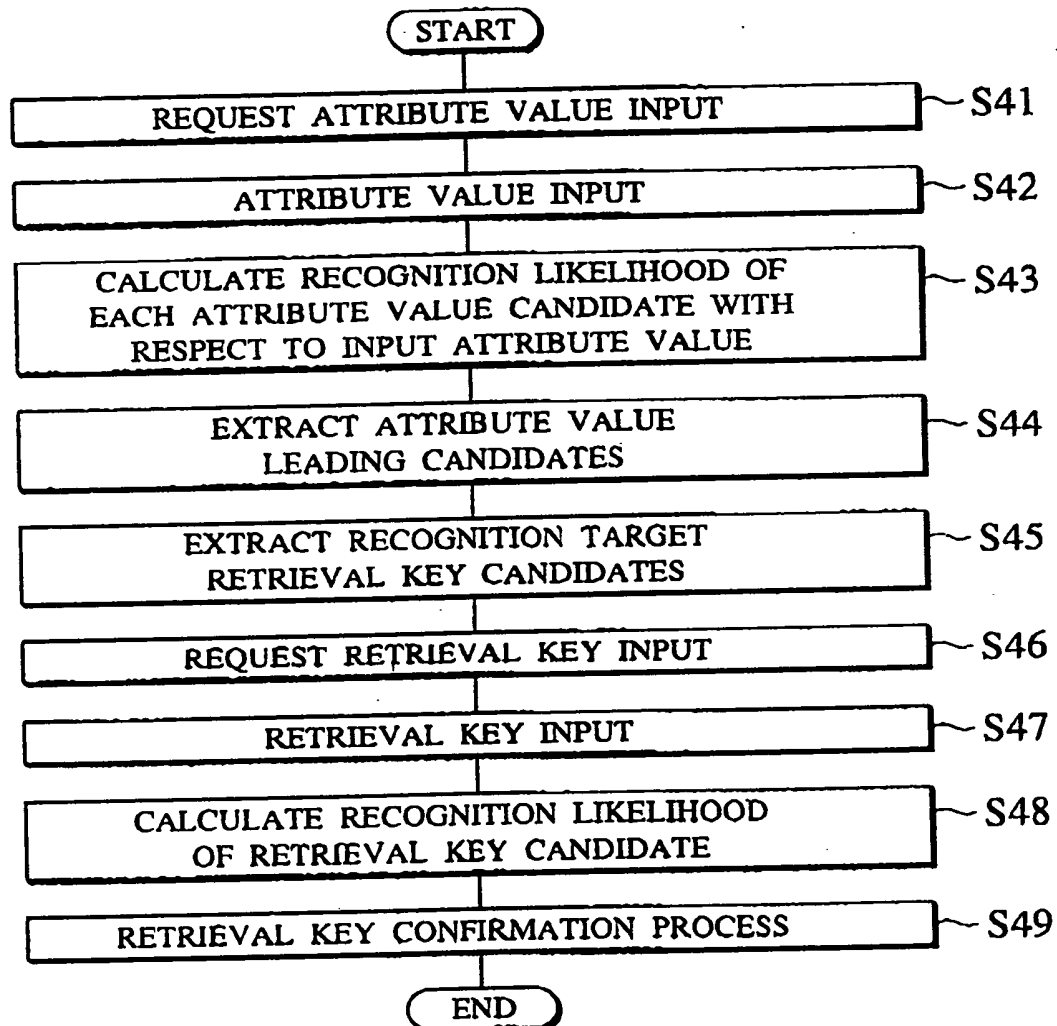 START
REQUEST ATTRIBUTE VALUE INPUT
S41
ATTRIBUTE VALUE INPUT
S42
CALCULATE RECOGNITION LIKELIHOOD OF
EACH ATTRIBUTE VALUE CANDIDATE WITH
RESPECT TO INPUT ATTRIBUTE VALUE
S43
EXTRACT ATTRIBUTE VALUE
LEADING CANDIDATES
S44
EXTRACT RECOGNITION TARGET
RETRIEVAL KEY CANDIDATES
S45
REQUEST RETRIEVAL KEY INPUT
S46
RETRIEVAL KEY INPUT
S47
CALCULATE RECOGNITION LIKELIHOOD
OF RETRIEVAL KEY CANDIDATE
S48
RETRIEVAL KEY CONFIRMATION PROCESS
S49
END